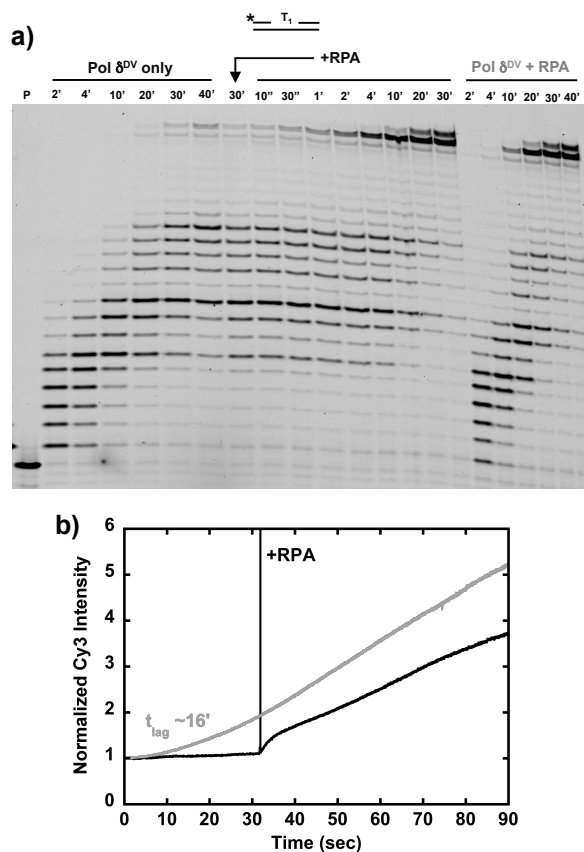 * T1
a)
+RPA
Pol δDV only
Pol δDV + RPA
P 2’ 4’ 10’ 20’ 30’ 40’ 30’ 10” 30” 1’ 2’ 4’ 10’ 20’ 30’ 2’ 4’ 10’ 20’ 30’ 40’
b)
6
5
4
3
2
1
0
+RPA
tlag ~16'
Normalized Cy3 Intensity
0 10 20 30 40 50 60 70 80 90
Time (sec)